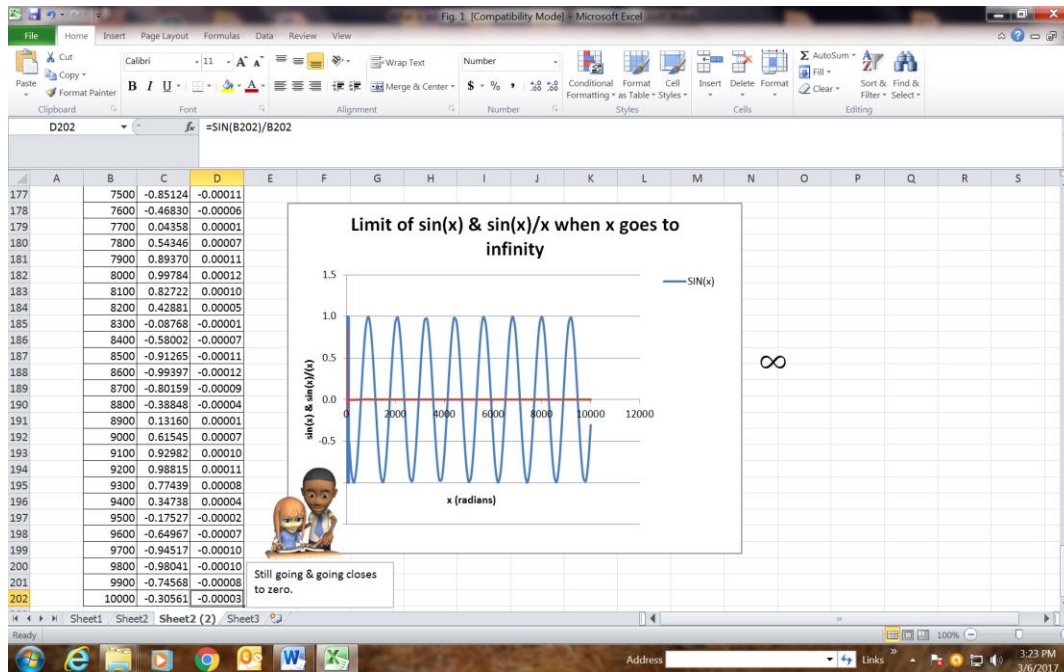 Fig. 1 [Compatibility Mode] - Microsoft Excel
File Home Insert Page Layout Formulas Data Review View
Cut
Copy
Format Painter
Paste
Clipboard
Calibri 11
B I U
Font
Wrap Text
Merge & Center
Alignment
Number
$ % ,
Number
Conditional Formatting
Format as Table
Cell Styles
Styles
Insert Delete Format
Cells
Σ AutoSum
Fill
Clear
Sort & Filter
Find & Select
Editing
D202 fx =SIN(B202)/B202
A B C D E F G H I J K L M N O P Q R S
177 7500 -0.85124 -0.00011
178 7600 -0.46830 -0.00006
179 7700 0.04358 0.00001
180 7800 0.54346 0.00007
181 7900 0.89370 0.00011
182 8000 0.99784 0.00012
183 8100 0.82722 0.00010
184 8200 0.42881 0.00005
185 8300 -0.08768 -0.00001
186 8400 -0.58002 -0.00007
187 8500 -0.91265 -0.00011
188 8600 -0.99397 -0.00012
189 8700 -0.80159 -0.00009
190 8800 -0.38848 -0.00004
191 8900 0.13160 0.00001
192 9000 0.61545 0.00007
193 9100 0.92982 0.00010
194 9200 0.98815 0.00011
195 9300 0.77439 0.00008
196 9400 0.34738 0.00004
197 9500 -0.17527 -0.00002
198 9600 -0.64967 -0.00007
199 9700 -0.94517 -0.00010
200 9800 -0.98041 -0.00010
201 9900 -0.74568 -0.00008
202 10000 -0.30561 -0.00003
Limit of sin(x) & sin(x)/x when x goes to
infinity
1.5
1.0
0.5
0.0
-0.5
sin(x) & sin(x)/(x)
0 2000 4000 6000 8000 10000 12000
x (radians)
SIN(x)
∞
Still going & going closes
to zero.
Sheet1 Sheet2 Sheet2 (2) Sheet3
Ready
100%
Address
Links
3:23 PM
3/6/2017